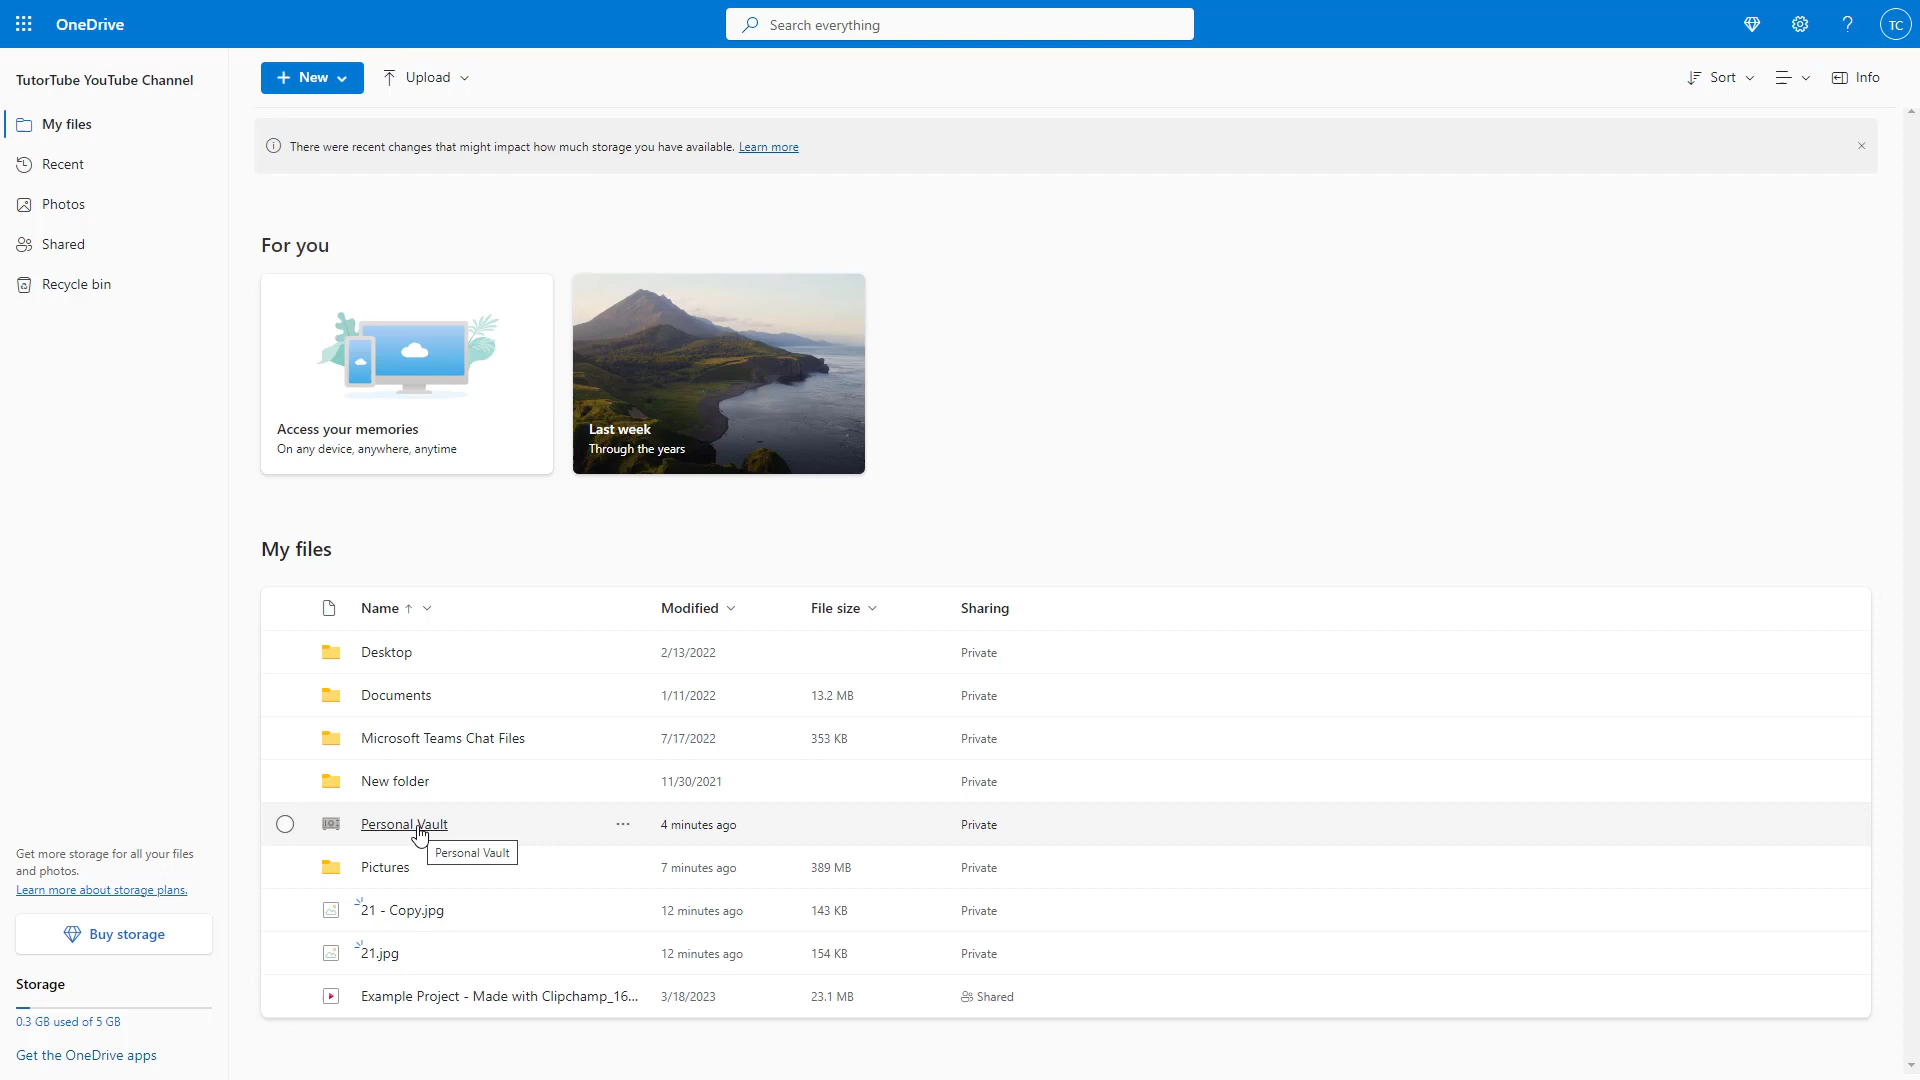 OneDrive
Search everything
TC
TutorTube YouTube Channel
My files
Recent
Photos
Shared
Recycle bin
Get more storage for all your files
and photos.
Learn more about storage plans.
Buy storage
Storage
0.3 GB used of 5 GB
Get the OneDrive apps
New
Upload
Sort
Info
There were recent changes that might impact how much storage you have available. Learn more
For you
Access your memories
On any device, anywhere, anytime
Last week
Through the years
My files
Name Modified File size Sharing
Desktop 2/13/2022 Private
Documents 1/11/2022 13.2 MB Private
Microsoft Teams Chat Files 7/17/2022 353 KB Private
New folder 11/30/2021 Private
Personal Vault 4 minutes ago Private
Personal Vault
Pictures 7 minutes ago 389 MB Private
21 - Copy.jpg 12 minutes ago 143 KB Private
21.jpg 12 minutes ago 154 KB Private
Example Project - Made with Clipchamp_16... 3/18/2023 23.1 MB Shared